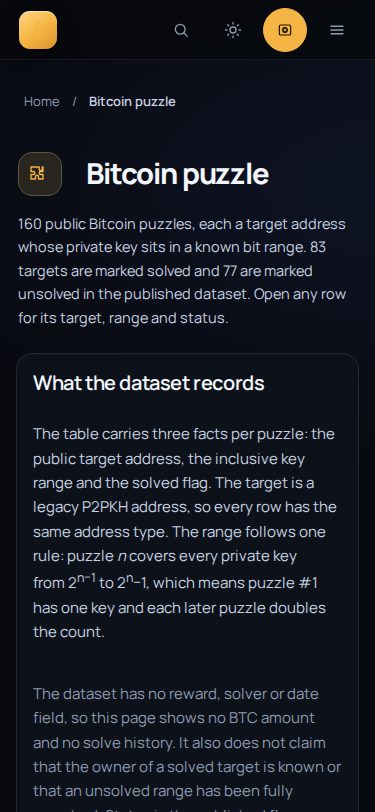 Home / Bitcoin puzzle
Bitcoin puzzle
160 public Bitcoin puzzles, each a target address
whose private key sits in a known bit range. 83
targets are marked solved and 77 are marked
unsolved in the published dataset. Open any row
for its target, range and status.
What the dataset records
The table carries three facts per puzzle: the
public target address, the inclusive key
range and the solved flag. The target is a
legacy P2PKH address, so every row has the
same address type. The range follows one
rule: puzzle n covers every private key
from 2ⁿ⁻¹ to 2ⁿ−1, which means puzzle #1
has one key and each later puzzle doubles
the count.
The dataset has no reward, solver or date
field, so this page shows no BTC amount
and no solve history. It also does not claim
that the owner of a solved target is known or
that an unsolved range has been fully